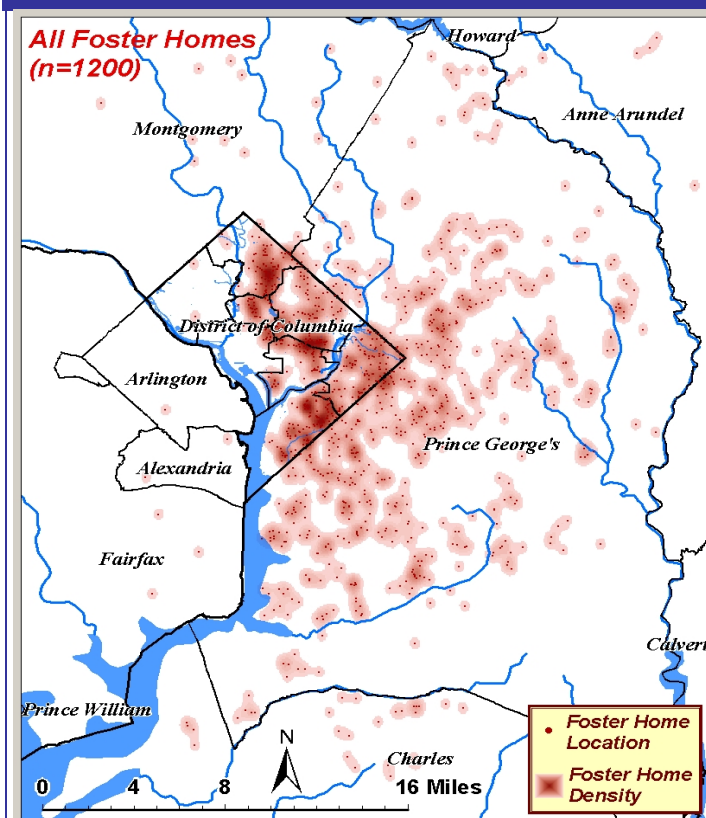 All Foster Homes
(n=1200)
Howard
Anne Arundel
Montgomery
District of Columbia
Arlington
Alexandria
Prince George's
Fairfax
Calvert
Prince William
Charles
N
0 4 8 16 Miles
Foster Home
Location
Foster Home
Density